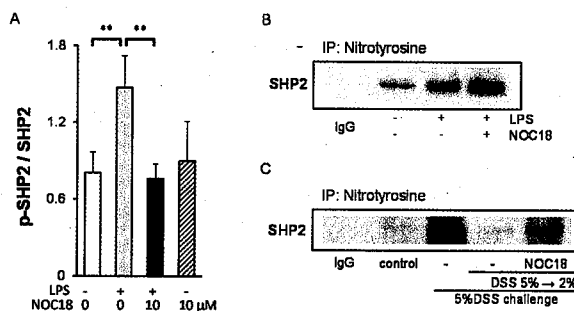 A
**
**
p-SHP2 / SHP2
1.8
1.2
0.6
0
- + + - LPS
0 0 10 10 μM NOC18
B
- IP: Nitrotyrosine
SHP2
IgG - + + LPS
- - + NOC18
C
IP: Nitrotyrosine
SHP2
IgG control - - NOC18
DSS 5% → 2%
5%DSS challenge